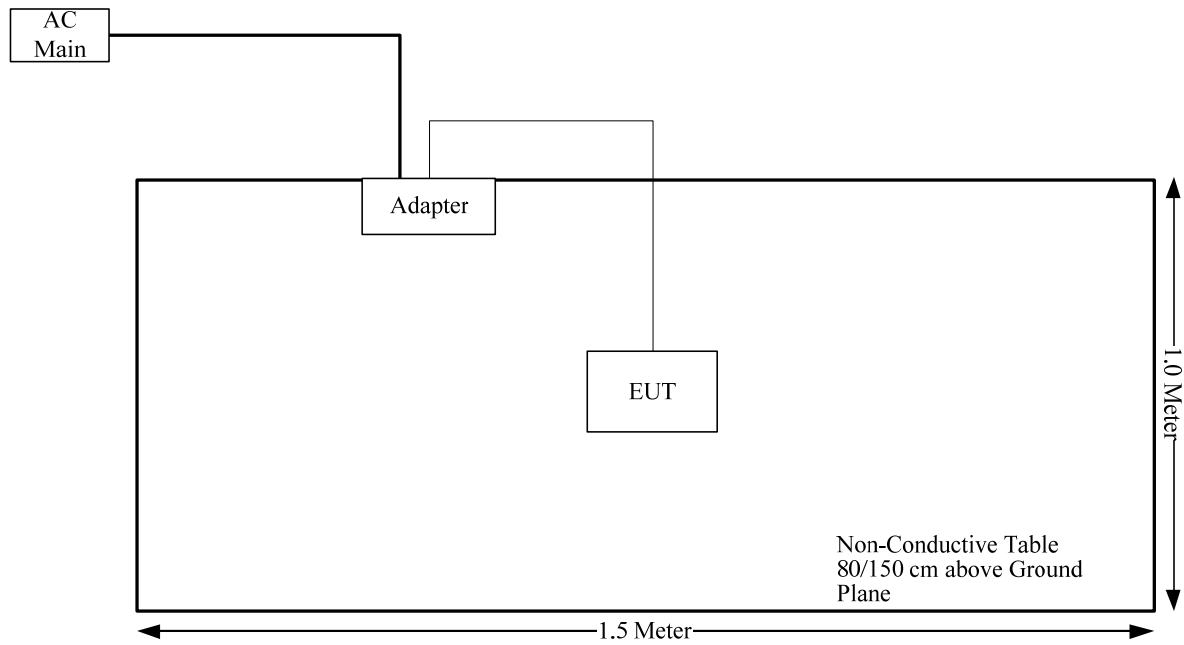 AC
Main
Adapter
EUT
1.0 Meter
Non-Conductive Table
80/150 cm above Ground
Plane
1.5 Meter